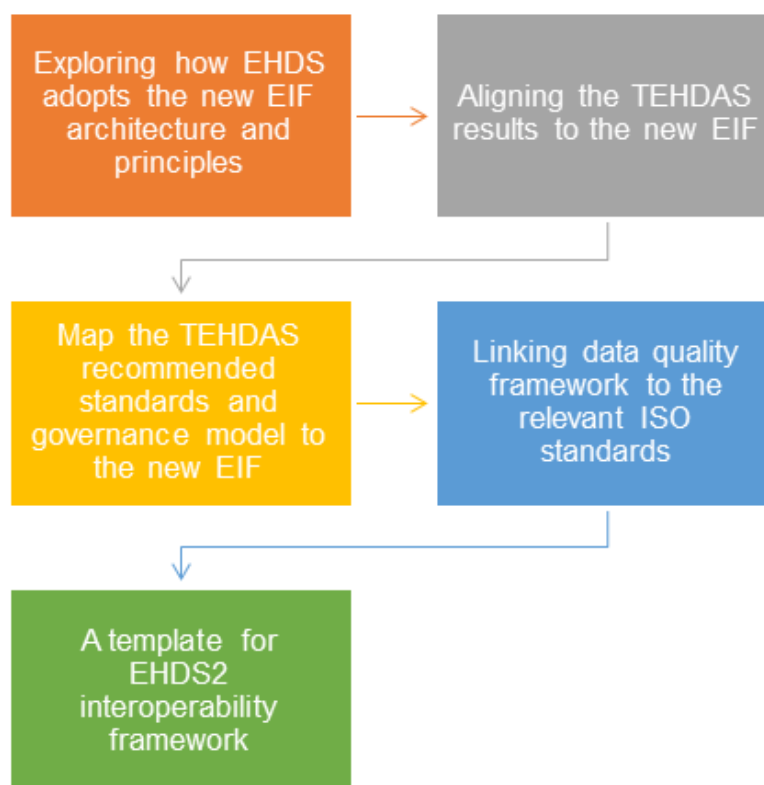 Exploring how EHDS
adopts the new EIF
architecture and
principles
Aligning the TEHDAS
results to the new EIF
Map the TEHDAS
recommended
standards and
governance model to
the new EIF
Linking data quality
framework to the
relevant ISO
standards
A template for
EHDS2
interoperability
framework